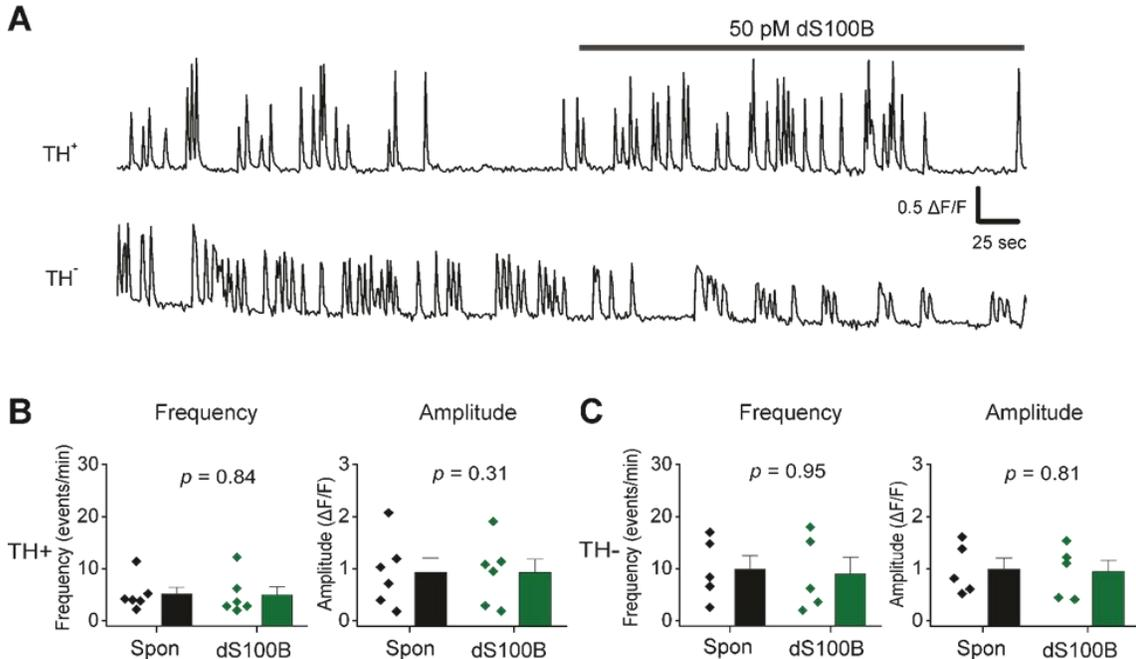 A
50 pM dS100B
TH+
0.5 ΔF/F
25 sec
TH-
B
Frequency
Amplitude
C
Frequency
Amplitude
TH+
Frequency (events/min)
30
20
10
0
p = 0.84
Spon
dS100B
Amplitude (ΔF/F)
3
2
1
0
p = 0.31
Spon
dS100B
TH-
Frequency (events/min)
30
20
10
0
p = 0.95
Spon
dS100B
Amplitude (ΔF/F)
3
2
1
0
p = 0.81
Spon
dS100B